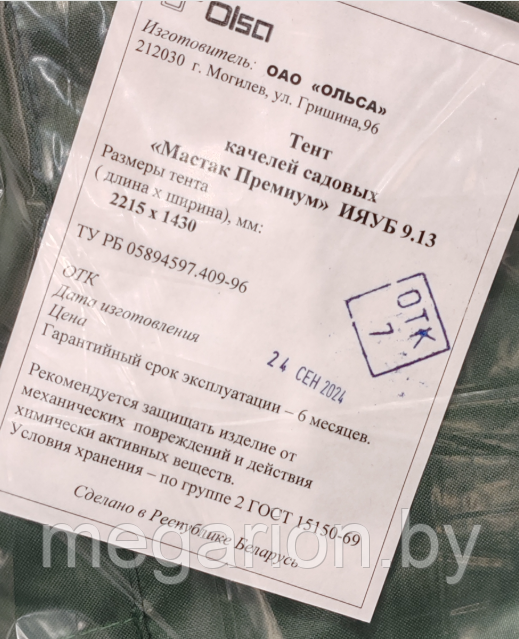 Olsa
Изготовитель: ОАО «ОЛЬСА»
212030 г. Могилев, ул. Гришина,96
Тент
качелей садовых
«Мастак Премиум» ИЯУБ 9.13
Размеры тента
( длина х ширина), мм:
2215 х 1430
ТУ РБ 05894597.409-96
ОТК
Дата изготовления
Цена
Гарантийный срок эксплуатации – 6 месяцев.
ОТК
7
24 СЕН 2024
Рекомендуется защищать изделие от
механических повреждений и действия
химически активных веществ.
Условия хранения – по группе 2 ГОСТ 15150-69
Сделано в Республике Беларусь
megarion.by